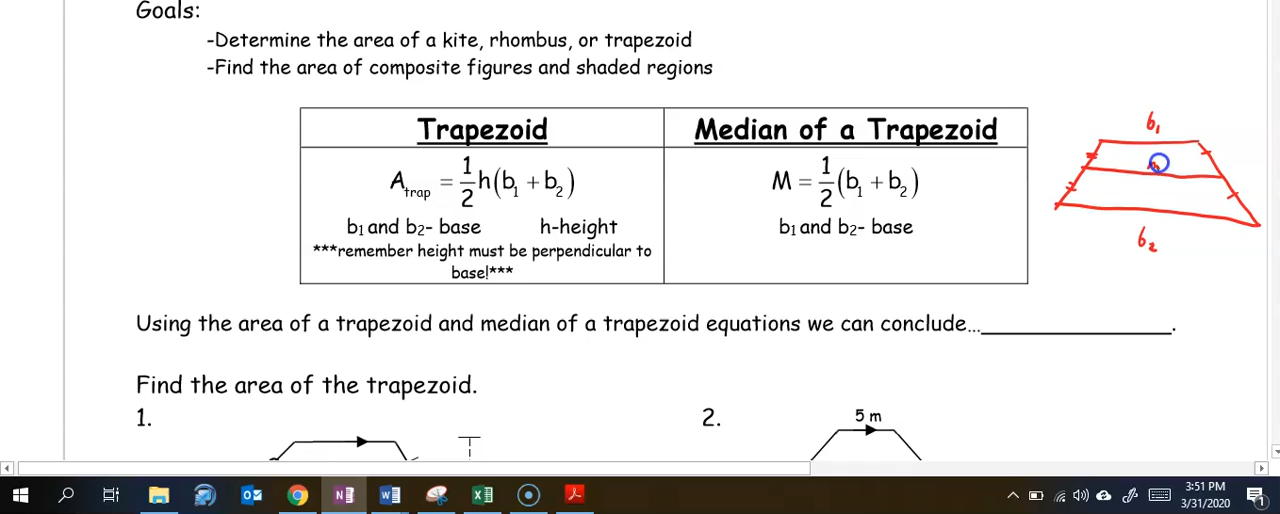 Goals:
-Determine the area of a kite, rhombus, or trapezoid
-Find the area of composite figures and shaded regions
Trapezoid
A_trap = 1/2 h(b₁ + b₂)
b₁ and b₂- base h-height
***remember height must be perpendicular to
base!***
Median of a Trapezoid
M = 1/2 (b₁ + b₂)
b₁ and b₂- base
b₁
b₂
Using the area of a trapezoid and median of a trapezoid equations we can conclude…________________.
Find the area of the trapezoid.
1.
2.
5 m
3:51 PM
3/31/2020